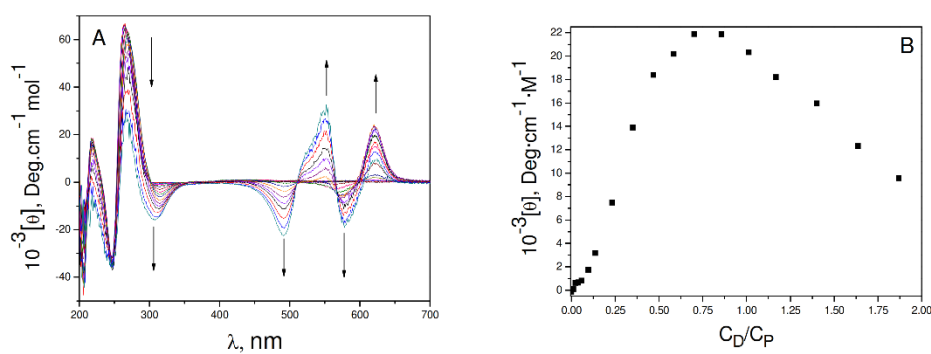 A
10⁻³[θ], Deg.cm⁻¹ mol⁻¹
60
40
20
0
-20
-40
200 300 400 500 600 700
λ, nm
B
10⁻³[θ], Deg·cm⁻¹·M⁻¹
22
20
18
16
14
12
10
8
6
4
2
0
0.00 0.25 0.50 0.75 1.00 1.25 1.50 1.75 2.00
C_D/C_P